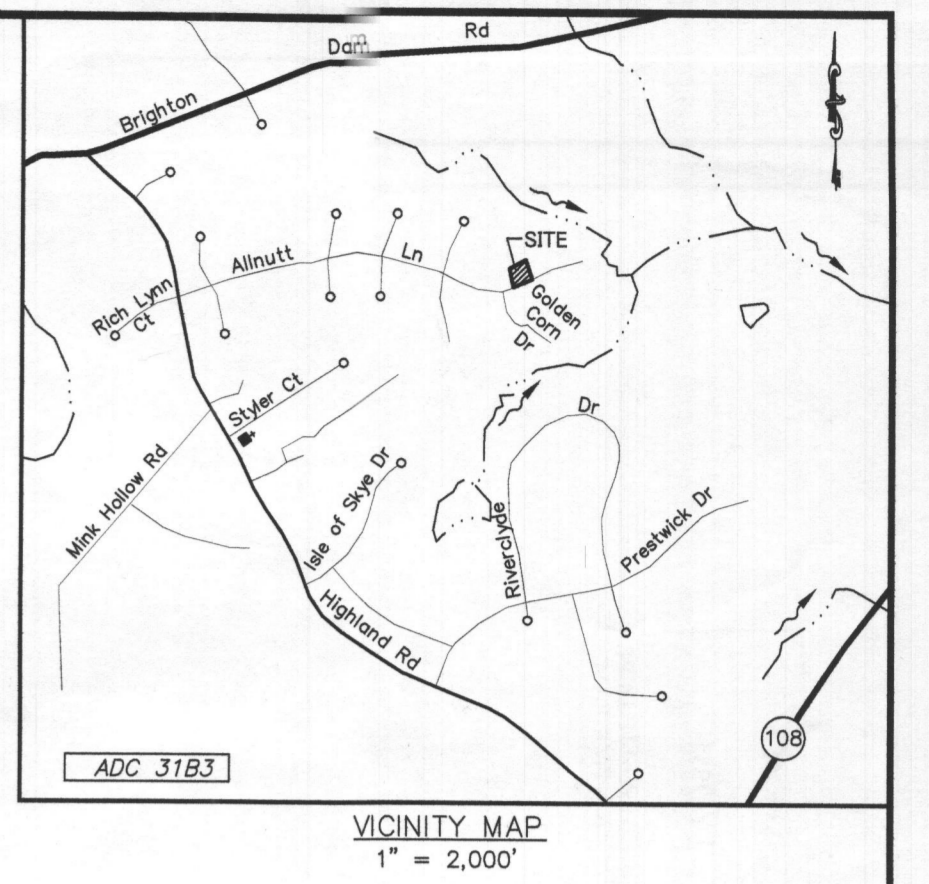 Brighton Dam Rd
SITE
Allnutt Ln
Rich Lynn
Ct
Golden
Corn
Dr
Styler Ct
Dr
Mink Hollow Rd
Isle of Skye Dr
Riverclyde
Prestwick Dr
Highland Rd
108
ADC 31B3
VICINITY MAP
1" = 2,000'